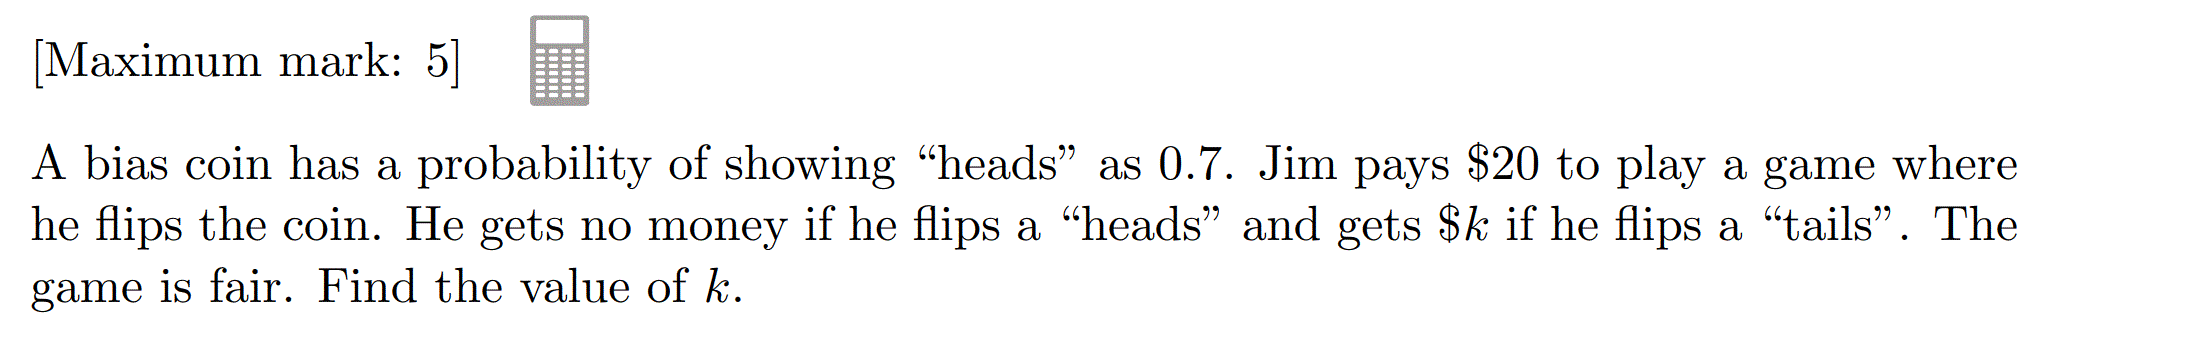 [Maximum mark: 5]
A bias coin has a probability of showing “heads” as 0.7. Jim pays $20 to play a game where
he flips the coin. He gets no money if he flips a “heads” and gets $k if he flips a “tails”. The
game is fair. Find the value of k.